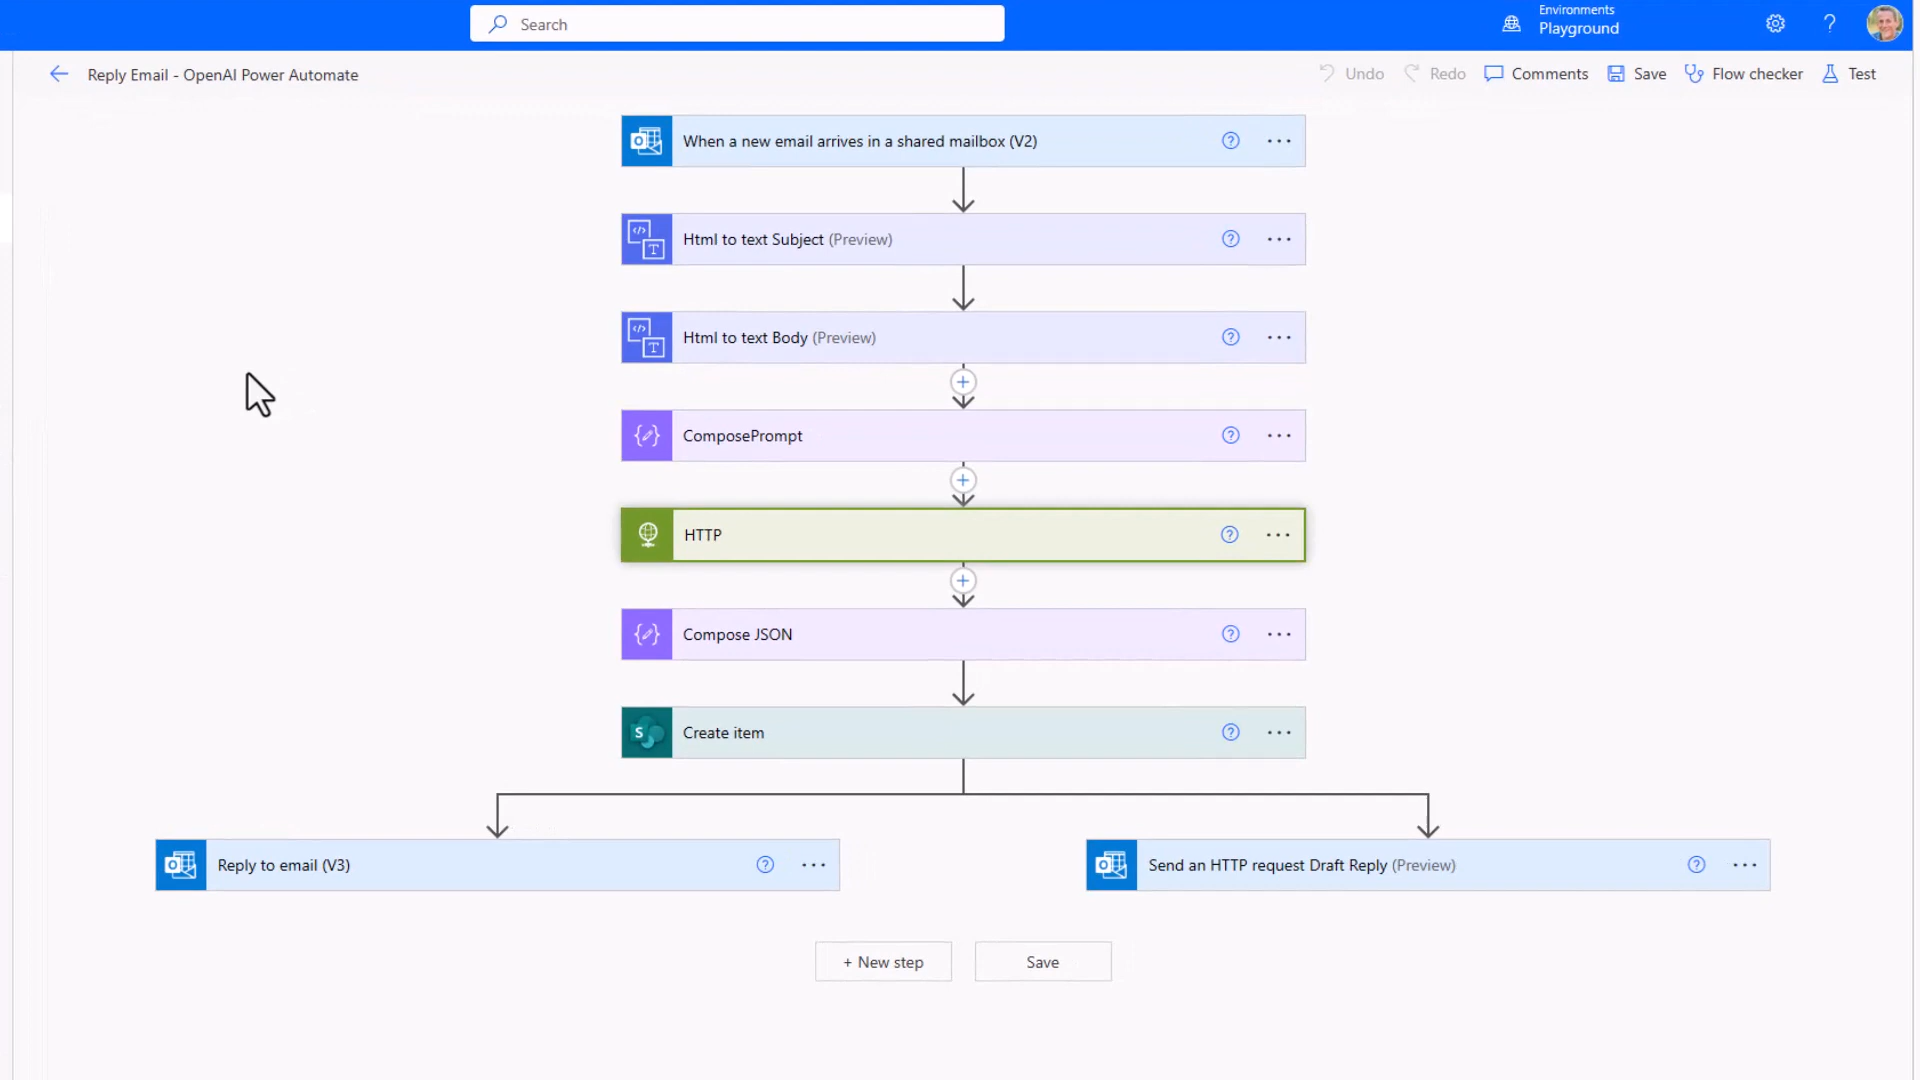 Search
Environments
Playground
?
Reply Email - OpenAI Power Automate
Undo
Redo
Comments
Save
Flow checker
Test
When a new email arrives in a shared mailbox (V2)
Html to text Subject (Preview)
Html to text Body (Preview)
ComposePrompt
HTTP
Compose JSON
S
Create item
Reply to email (V3)
Send an HTTP request Draft Reply (Preview)
+ New step
Save